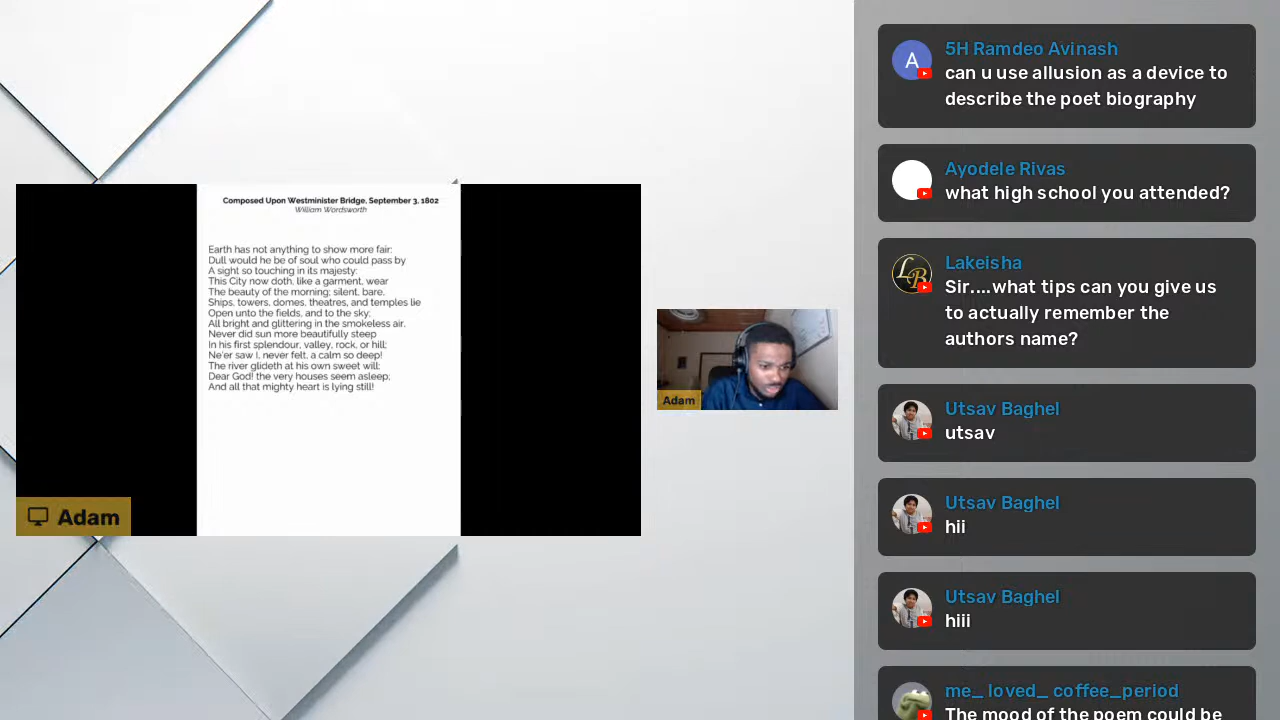 Composed Upon Westminister Bridge, September 3, 1802
William Wordsworth
Earth has not anything to show more fair:
Dull would he be of soul who could pass by
A sight so touching in its majesty:
This City now doth, like a garment, wear
The beauty of the morning; silent, bare,
Ships, towers, domes, theatres, and temples lie
Open unto the fields, and to the sky;
All bright and glittering in the smokeless air.
Never did sun more beautifully steep
In his first splendour, valley, rock, or hill;
Ne'er saw I, never felt, a calm so deep!
The river glideth at his own sweet will:
Dear God! the very houses seem asleep;
And all that mighty heart is lying still!
Adam
Adam
A
5H Ramdeo Avinash
can u use allusion as a device to
describe the poet biography
Ayodele Rivas
what high school you attended?
LB
Lakeisha
Sir....what tips can you give us
to actually remember the
authors name?
Utsav Baghel
utsav
Utsav Baghel
hii
Utsav Baghel
hiii
me_ loved_ coffee_period
The mood of the poem could be